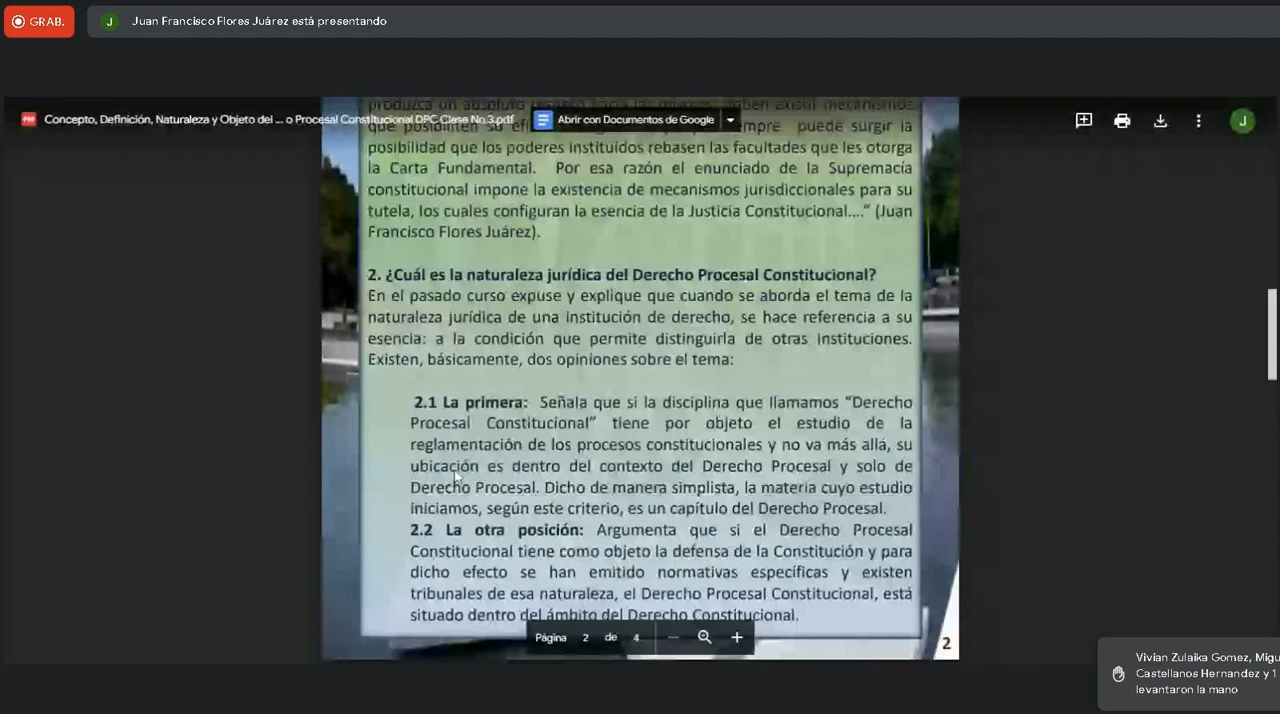 GRAB.
J
Juan Francisco Flores Juárez está presentando
produzca un absoluto
mecanismos
Concepto, Definición, Naturaleza y Objeto del ... o Procesal Constitucional DPC Clase No.3.pdf
Abrir con Documentos de Google
J
que posibiliten su
puede surgir la
posibilidad que los poderes instituidos rebasen las facultades que les otorga
la Carta Fundamental. Por esa razón el enunciado de la Supremacía
constitucional impone la existencia de mecanismos jurisdiccionales para su
tutela, los cuales configuran la esencia de la Justicia Constitucional...." (Juan
Francisco Flores Juárez).
2. ¿Cuál es la naturaleza jurídica del Derecho Procesal Constitucional?
En el pasado curso expuse y explique que cuando se aborda el tema de la
naturaleza jurídica de una institución de derecho, se hace referencia a su
esencia: a la condición que permite distinguirla de otras instituciones.
Existen, básicamente, dos opiniones sobre el tema:
2.1 La primera: Señala que si la disciplina que llamamos "Derecho
Procesal Constitucional" tiene por objeto el estudio de la
reglamentación de los procesos constitucionales y no va más allá, su
ubicación es dentro del contexto del Derecho Procesal y solo de
Derecho Procesal. Dicho de manera simplista, la materia cuyo estudio
iniciamos, según este criterio, es un capítulo del Derecho Procesal.
2.2 La otra posición: Argumenta que si el Derecho Procesal
Constitucional tiene como objeto la defensa de la Constitución y para
dicho efecto se han emitido normativas específicas y existen
tribunales de esa naturaleza, el Derecho Procesal Constitucional, está
situado dentro del ámbito del Derecho Constitucional.
Página 2 de 4
2
Vivian Zulaika Gomez, Migu
Castellanos Hernandez y 1
levantaron la mano